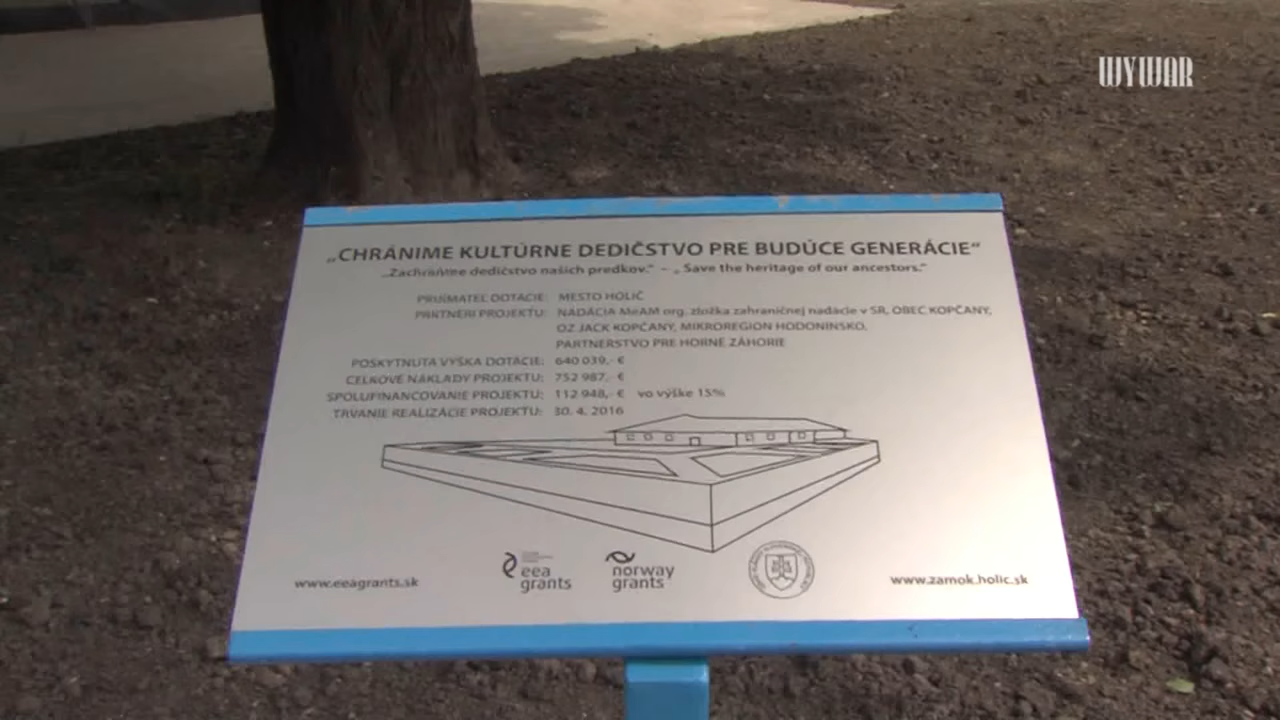 WYWAR
„CHRÁNIME KULTÚRNE DEDIČSTVO PRE BUDÚCE GENERÁCIE“
„Zachráňme dedičstvo našich predkov.“ – „Save the heritage of our ancestors.“
PRIJÍMATEĽ DOTÁCIE: MESTO HOLÍČ
PARTNERI PROJEKTU: NADÁCIA MeAM org. zložka zahraničnej nadácie v SR, OBEC KOPČANY,
OZ JACK KOPČANY, MIKROREGION HODONÍNSKO,
PARTNERSTVO PRE HORNÉ ZÁHORIE
POSKYTNUTÁ VÝŠKA DOTÁCIE: 640 039,- €
CELKOVÉ NÁKLADY PROJEKTU: 752 987,- €
SPOLUFINANCOVANIE PROJEKTU: 112 948,- € vo výške 15%
TRVANIE REALIZÁCIE PROJEKTU: 30. 4. 2016
eea
grants
norway
grants
www.eeagrants.sk
www.zamok.holic.sk